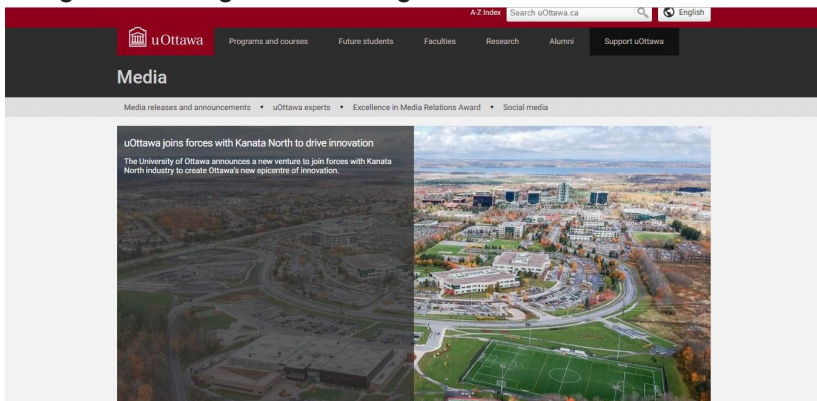 A-Z Index Search uOttawa.ca English
uOttawa Programs and courses Future students Faculties Research Alumni Support uOttawa
Media
Media releases and announcements • uOttawa experts • Excellence in Media Relations Award • Social media
uOttawa joins forces with Kanata North to drive innovation
The University of Ottawa announces a new venture to join forces with Kanata
North industry to create Ottawa's new epicentre of innovation.